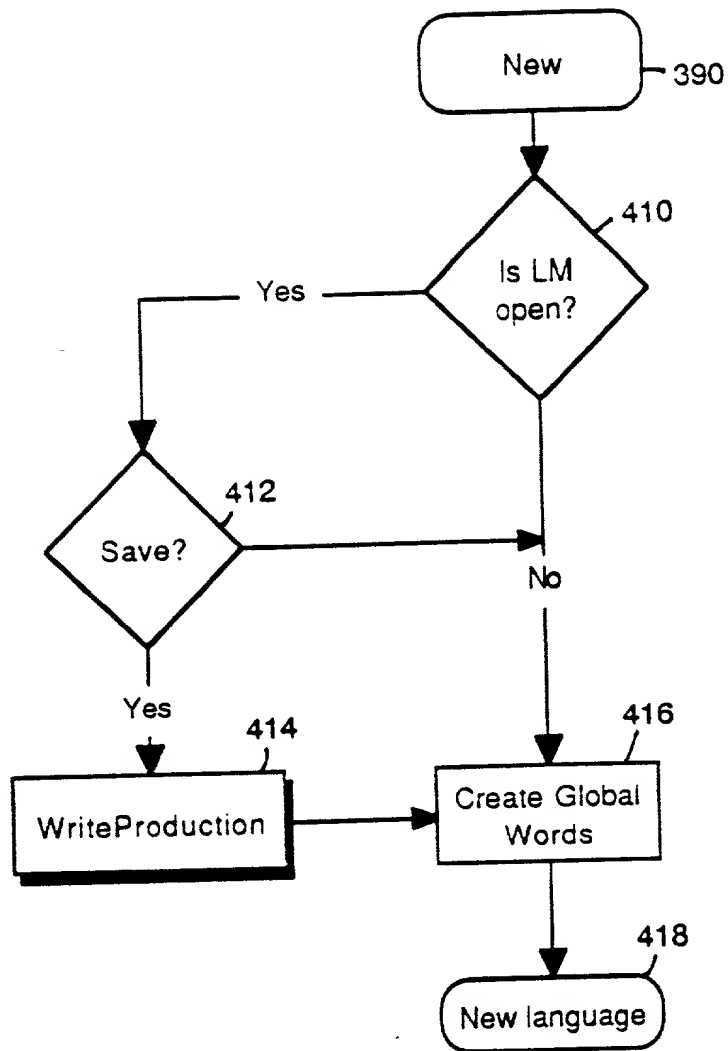 New
390
410
Is LM
open?
Yes
412
Save?
No
Yes
414
416
WriteProduction
Create Global
Words
418
New language